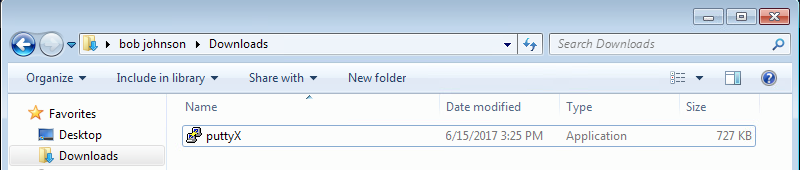 bob johnson Downloads Search Downloads
Organize Include in library Share with New folder
Name Date modified Type Size
Favorites
Desktop
Downloads
puttyX 6/15/2017 3:25 PM Application 727 KB